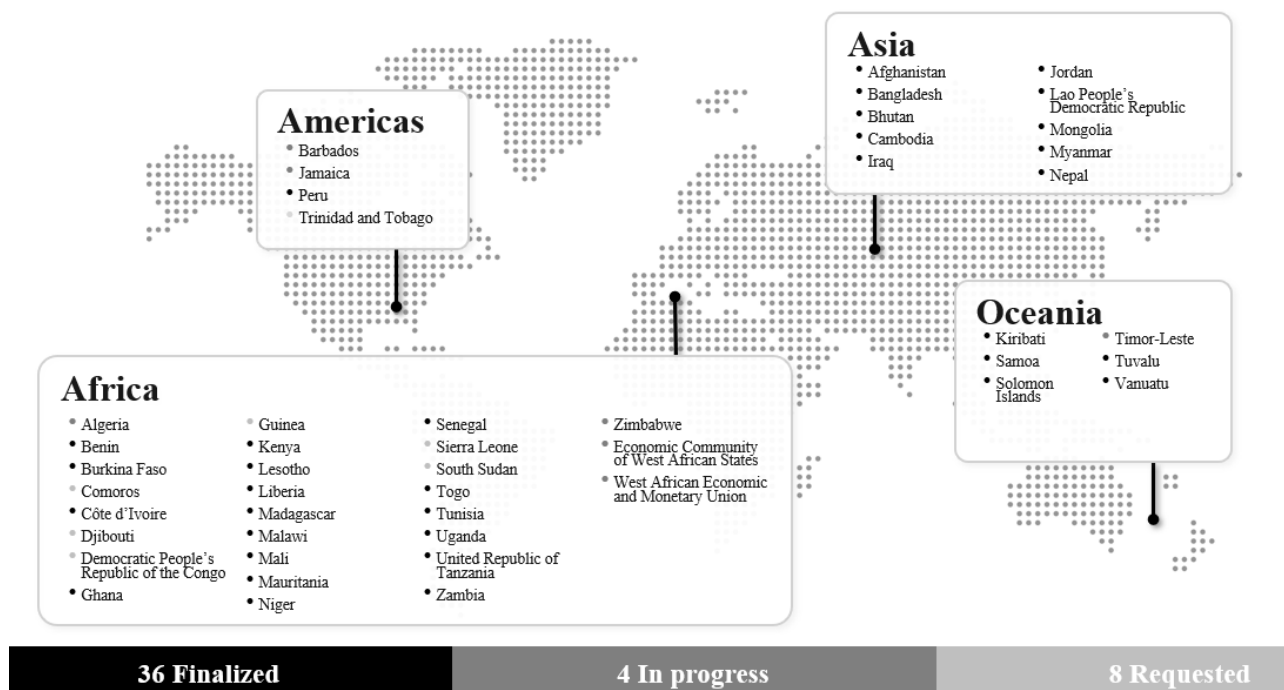 Americas
• Barbados
• Jamaica
• Peru
• Trinidad and Tobago
Asia
• Afghanistan
• Bangladesh
• Bhutan
• Cambodia
• Iraq
• Jordan
• Lao People’s
Democratic Republic
• Mongolia
• Myanmar
• Nepal
Oceania
• Kiribati
• Samoa
• Solomon
Islands
• Timor-Leste
• Tuvalu
• Vanuatu
Africa
• Algeria
• Benin
• Burkina Faso
• Comoros
• Côte d’Ivoire
• Djibouti
• Democratic People’s
Republic of the Congo
• Ghana
• Guinea
• Kenya
• Lesotho
• Liberia
• Madagascar
• Malawi
• Mali
• Mauritania
• Niger
• Senegal
• Sierra Leone
• South Sudan
• Togo
• Tunisia
• Uganda
• United Republic of
Tanzania
• Zambia
• Zimbabwe
• Economic Community
of West African States
• West African Economic
and Monetary Union
36 Finalized
4 In progress
8 Requested